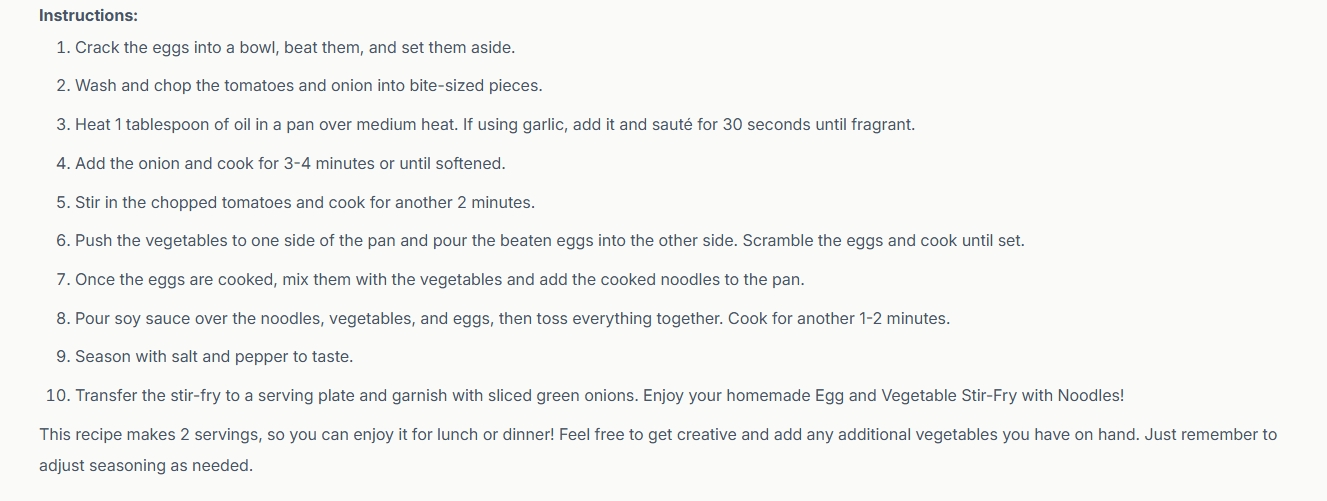 Instructions:
1. Crack the eggs into a bowl, beat them, and set them aside.
2. Wash and chop the tomatoes and onion into bite-sized pieces.
3. Heat 1 tablespoon of oil in a pan over medium heat. If using garlic, add it and sauté for 30 seconds until fragrant.
4. Add the onion and cook for 3-4 minutes or until softened.
5. Stir in the chopped tomatoes and cook for another 2 minutes.
6. Push the vegetables to one side of the pan and pour the beaten eggs into the other side. Scramble the eggs and cook until set.
7. Once the eggs are cooked, mix them with the vegetables and add the cooked noodles to the pan.
8. Pour soy sauce over the noodles, vegetables, and eggs, then toss everything together. Cook for another 1-2 minutes.
9. Season with salt and pepper to taste.
10. Transfer the stir-fry to a serving plate and garnish with sliced green onions. Enjoy your homemade Egg and Vegetable Stir-Fry with Noodles!
This recipe makes 2 servings, so you can enjoy it for lunch or dinner! Feel free to get creative and add any additional vegetables you have on hand. Just remember to
adjust seasoning as needed.